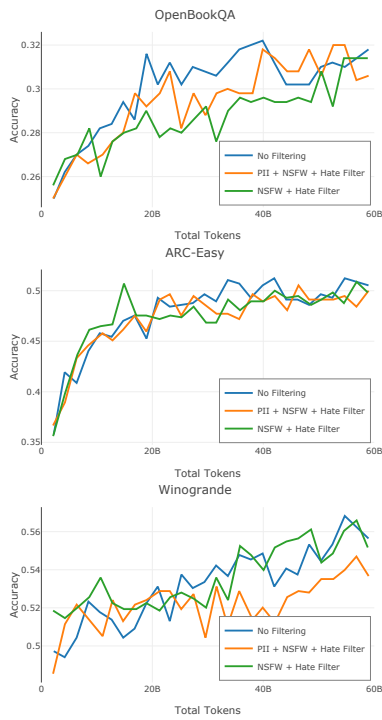 OpenBookQA
0.32
0.3
0.28
0.26
Accuracy
No Filtering
PII + NSFW + Hate Filter
NSFW + Hate Filter
0
20B
40B
60B
Total Tokens
ARC-Easy
0.5
0.45
0.4
0.35
Accuracy
No Filtering
PII + NSFW + Hate Filter
NSFW + Hate Filter
0
20B
40B
60B
Total Tokens
Winogrande
0.56
0.54
0.52
0.5
Accuracy
No Filtering
PII + NSFW + Hate Filter
NSFW + Hate Filter
0
20B
40B
60B
Total Tokens